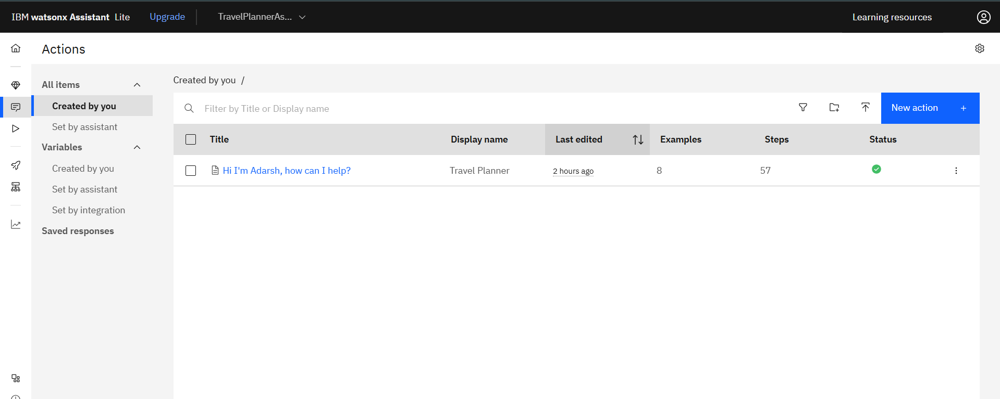 IBM watsonx Assistant Lite Upgrade TravelPlannerAs... Learning resources
Actions
All items
Created by you
Set by assistant
Variables
Created by you
Set by assistant
Set by integration
Saved responses
Created by you /
Filter by Title or Display name
New action +
Title Display name Last edited Examples Steps Status
Hi I'm Adarsh, how can I help? Travel Planner 2 hours ago 8 57